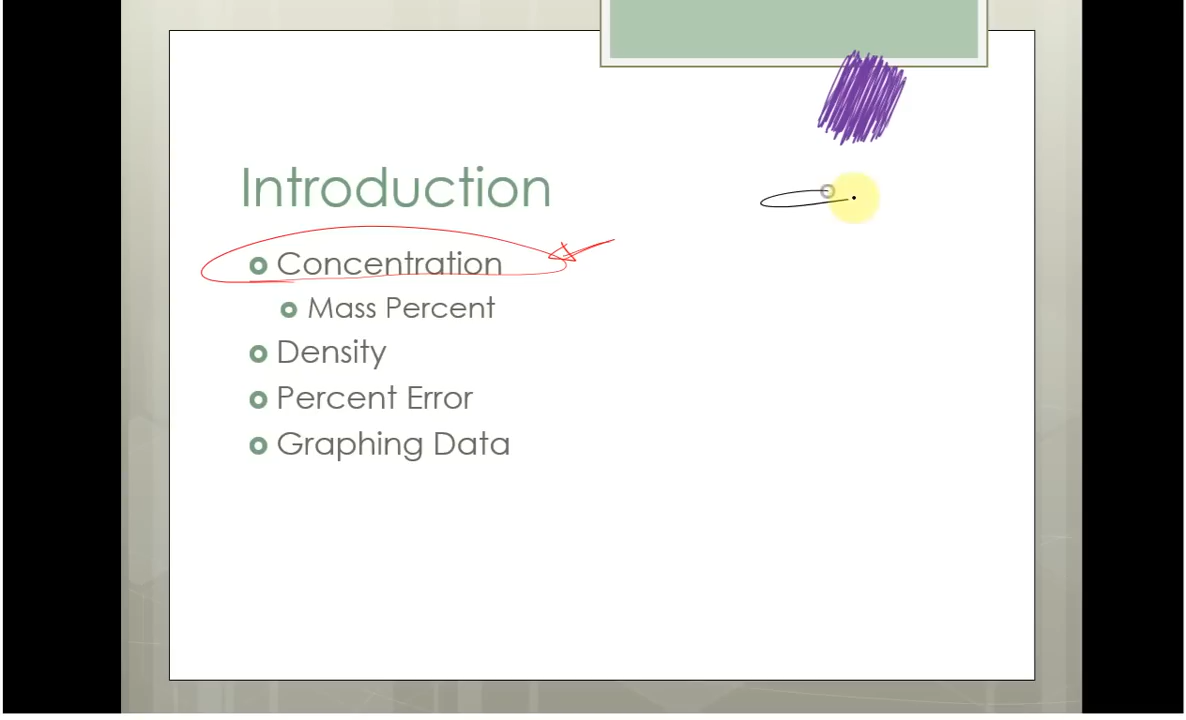 Introduction
Concentration
Mass Percent
Density
Percent Error
Graphing Data